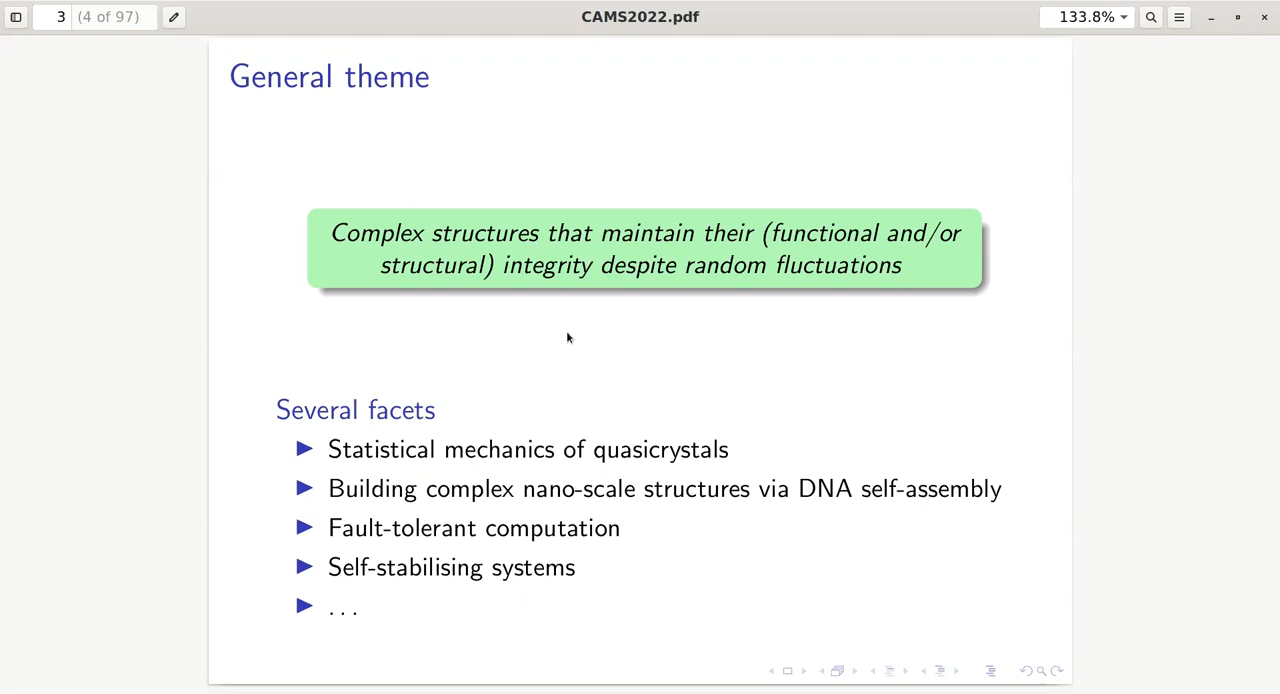 3 (4 of 97)
CAMS2022.pdf
133.8%
General theme
Complex structures that maintain their (functional and/or
structural) integrity despite random fluctuations
Several facets
Statistical mechanics of quasicrystals
Building complex nano-scale structures via DNA self-assembly
Fault-tolerant computation
Self-stabilising systems
...